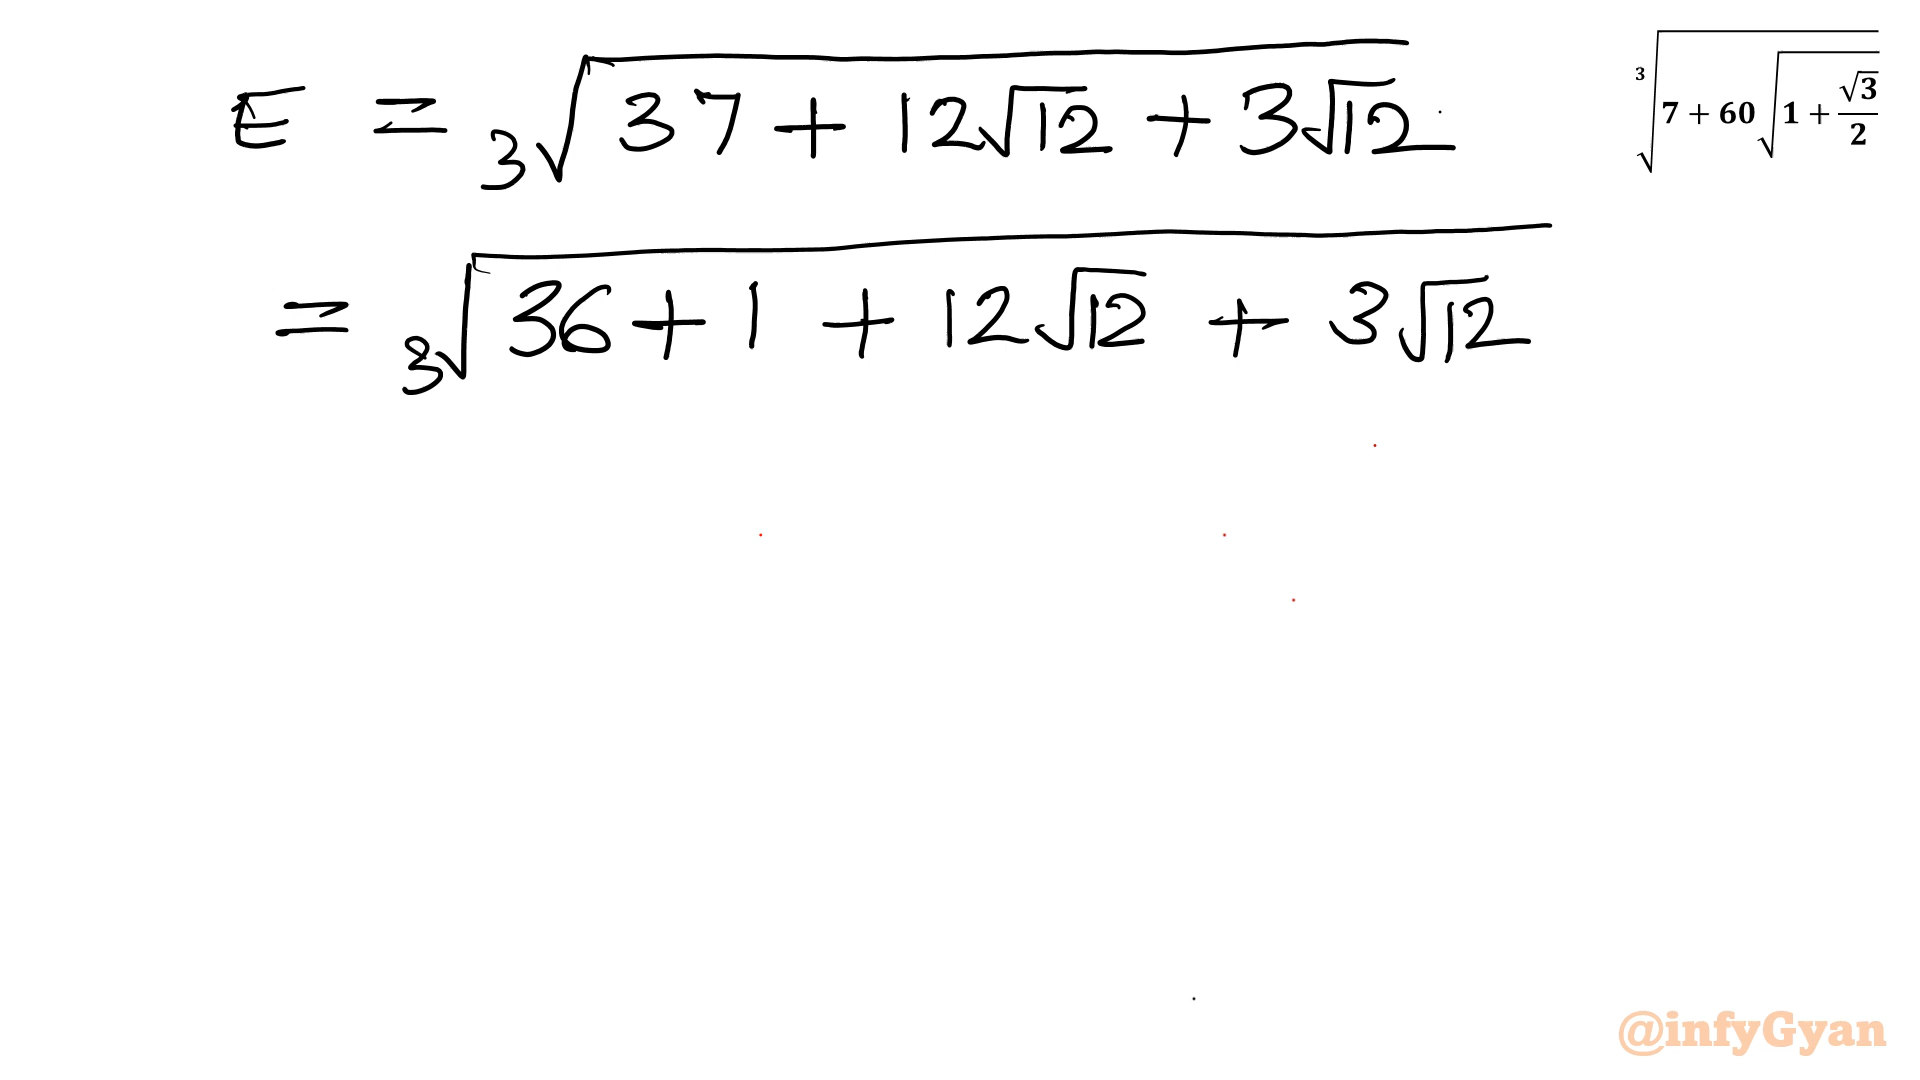 E = ∛(37 + 12√12 + 3√12)
∛(7 + 60√(1 + √3/2))
= ∛(36 + 1 + 12√12 + 3√12)
@infyGyan